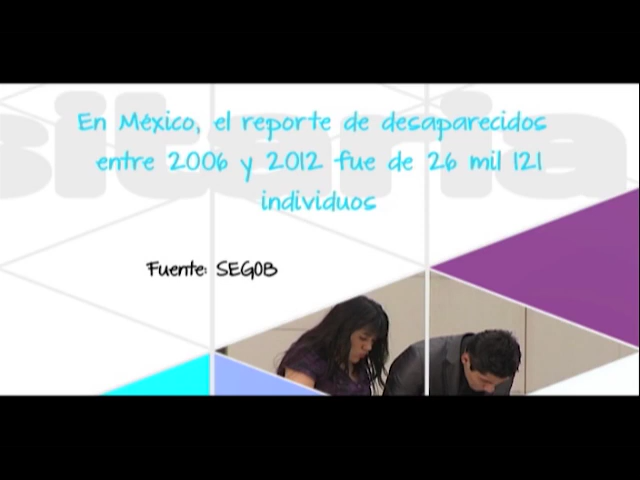 En México, el reporte de desaparecidos
entre 2006 y 2012 fue de 26 mil 121
individuos
Fuente: SEGOB